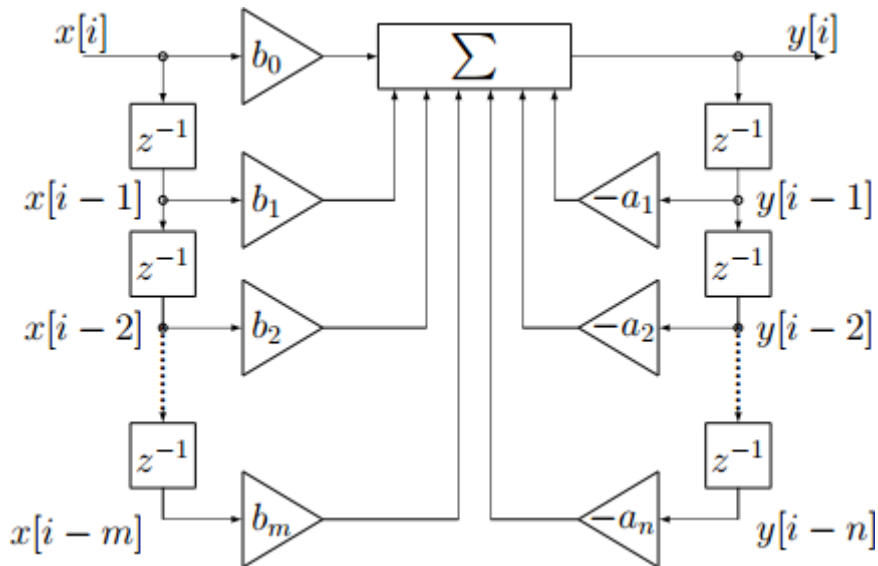 x[i] b₀ ∑ y[i]
z⁻¹ z⁻¹
x[i − 1] b₁ −a₁ y[i − 1]
z⁻¹ z⁻¹
x[i − 2] b₂ −a₂ y[i − 2]
z⁻¹ z⁻¹
x[i − m] bₘ −aₙ y[i − n]